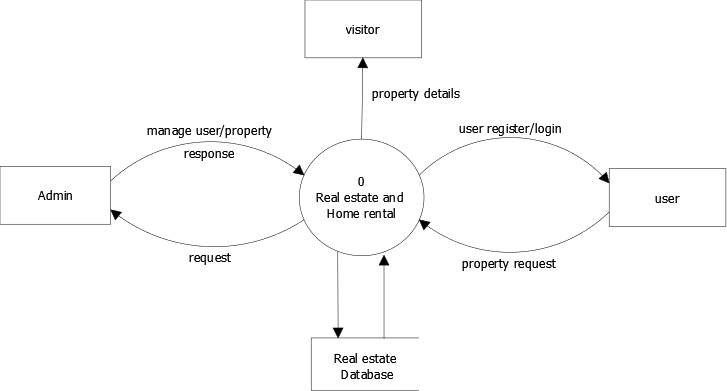 visitor
property details
manage user/property
response
user register/login
0
Real estate and
Home rental
Admin
user
request
property request
Real estate
Database